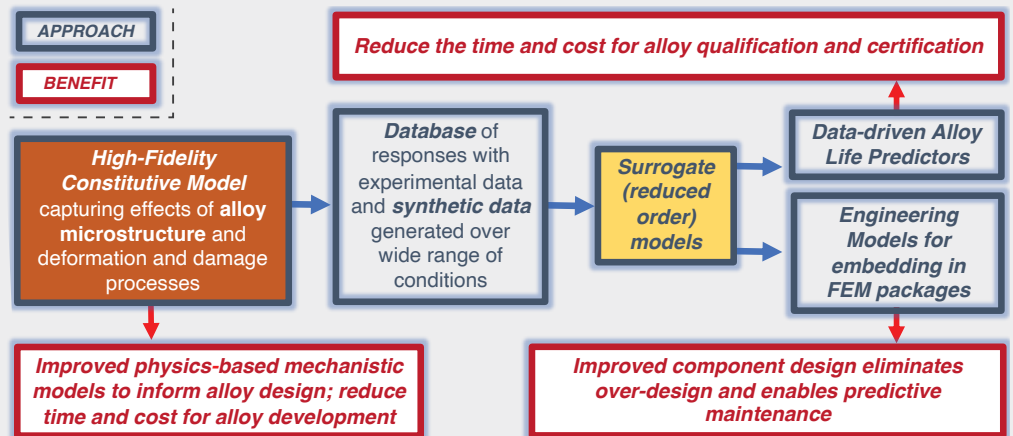 APPROACH
BENEFIT
Reduce the time and cost for alloy qualification and certification
High-Fidelity
Constitutive Model
capturing effects of alloy
microstructure and
deformation and damage
processes
Database of
responses with
experimental data
and synthetic data
generated over
wide range of
conditions
Surrogate
(reduced
order)
models
Data-driven Alloy
Life Predictors
Engineering
Models for
embedding in
FEM packages
Improved physics-based mechanistic
models to inform alloy design; reduce
time and cost for alloy development
Improved component design eliminates
over-design and enables predictive
maintenance